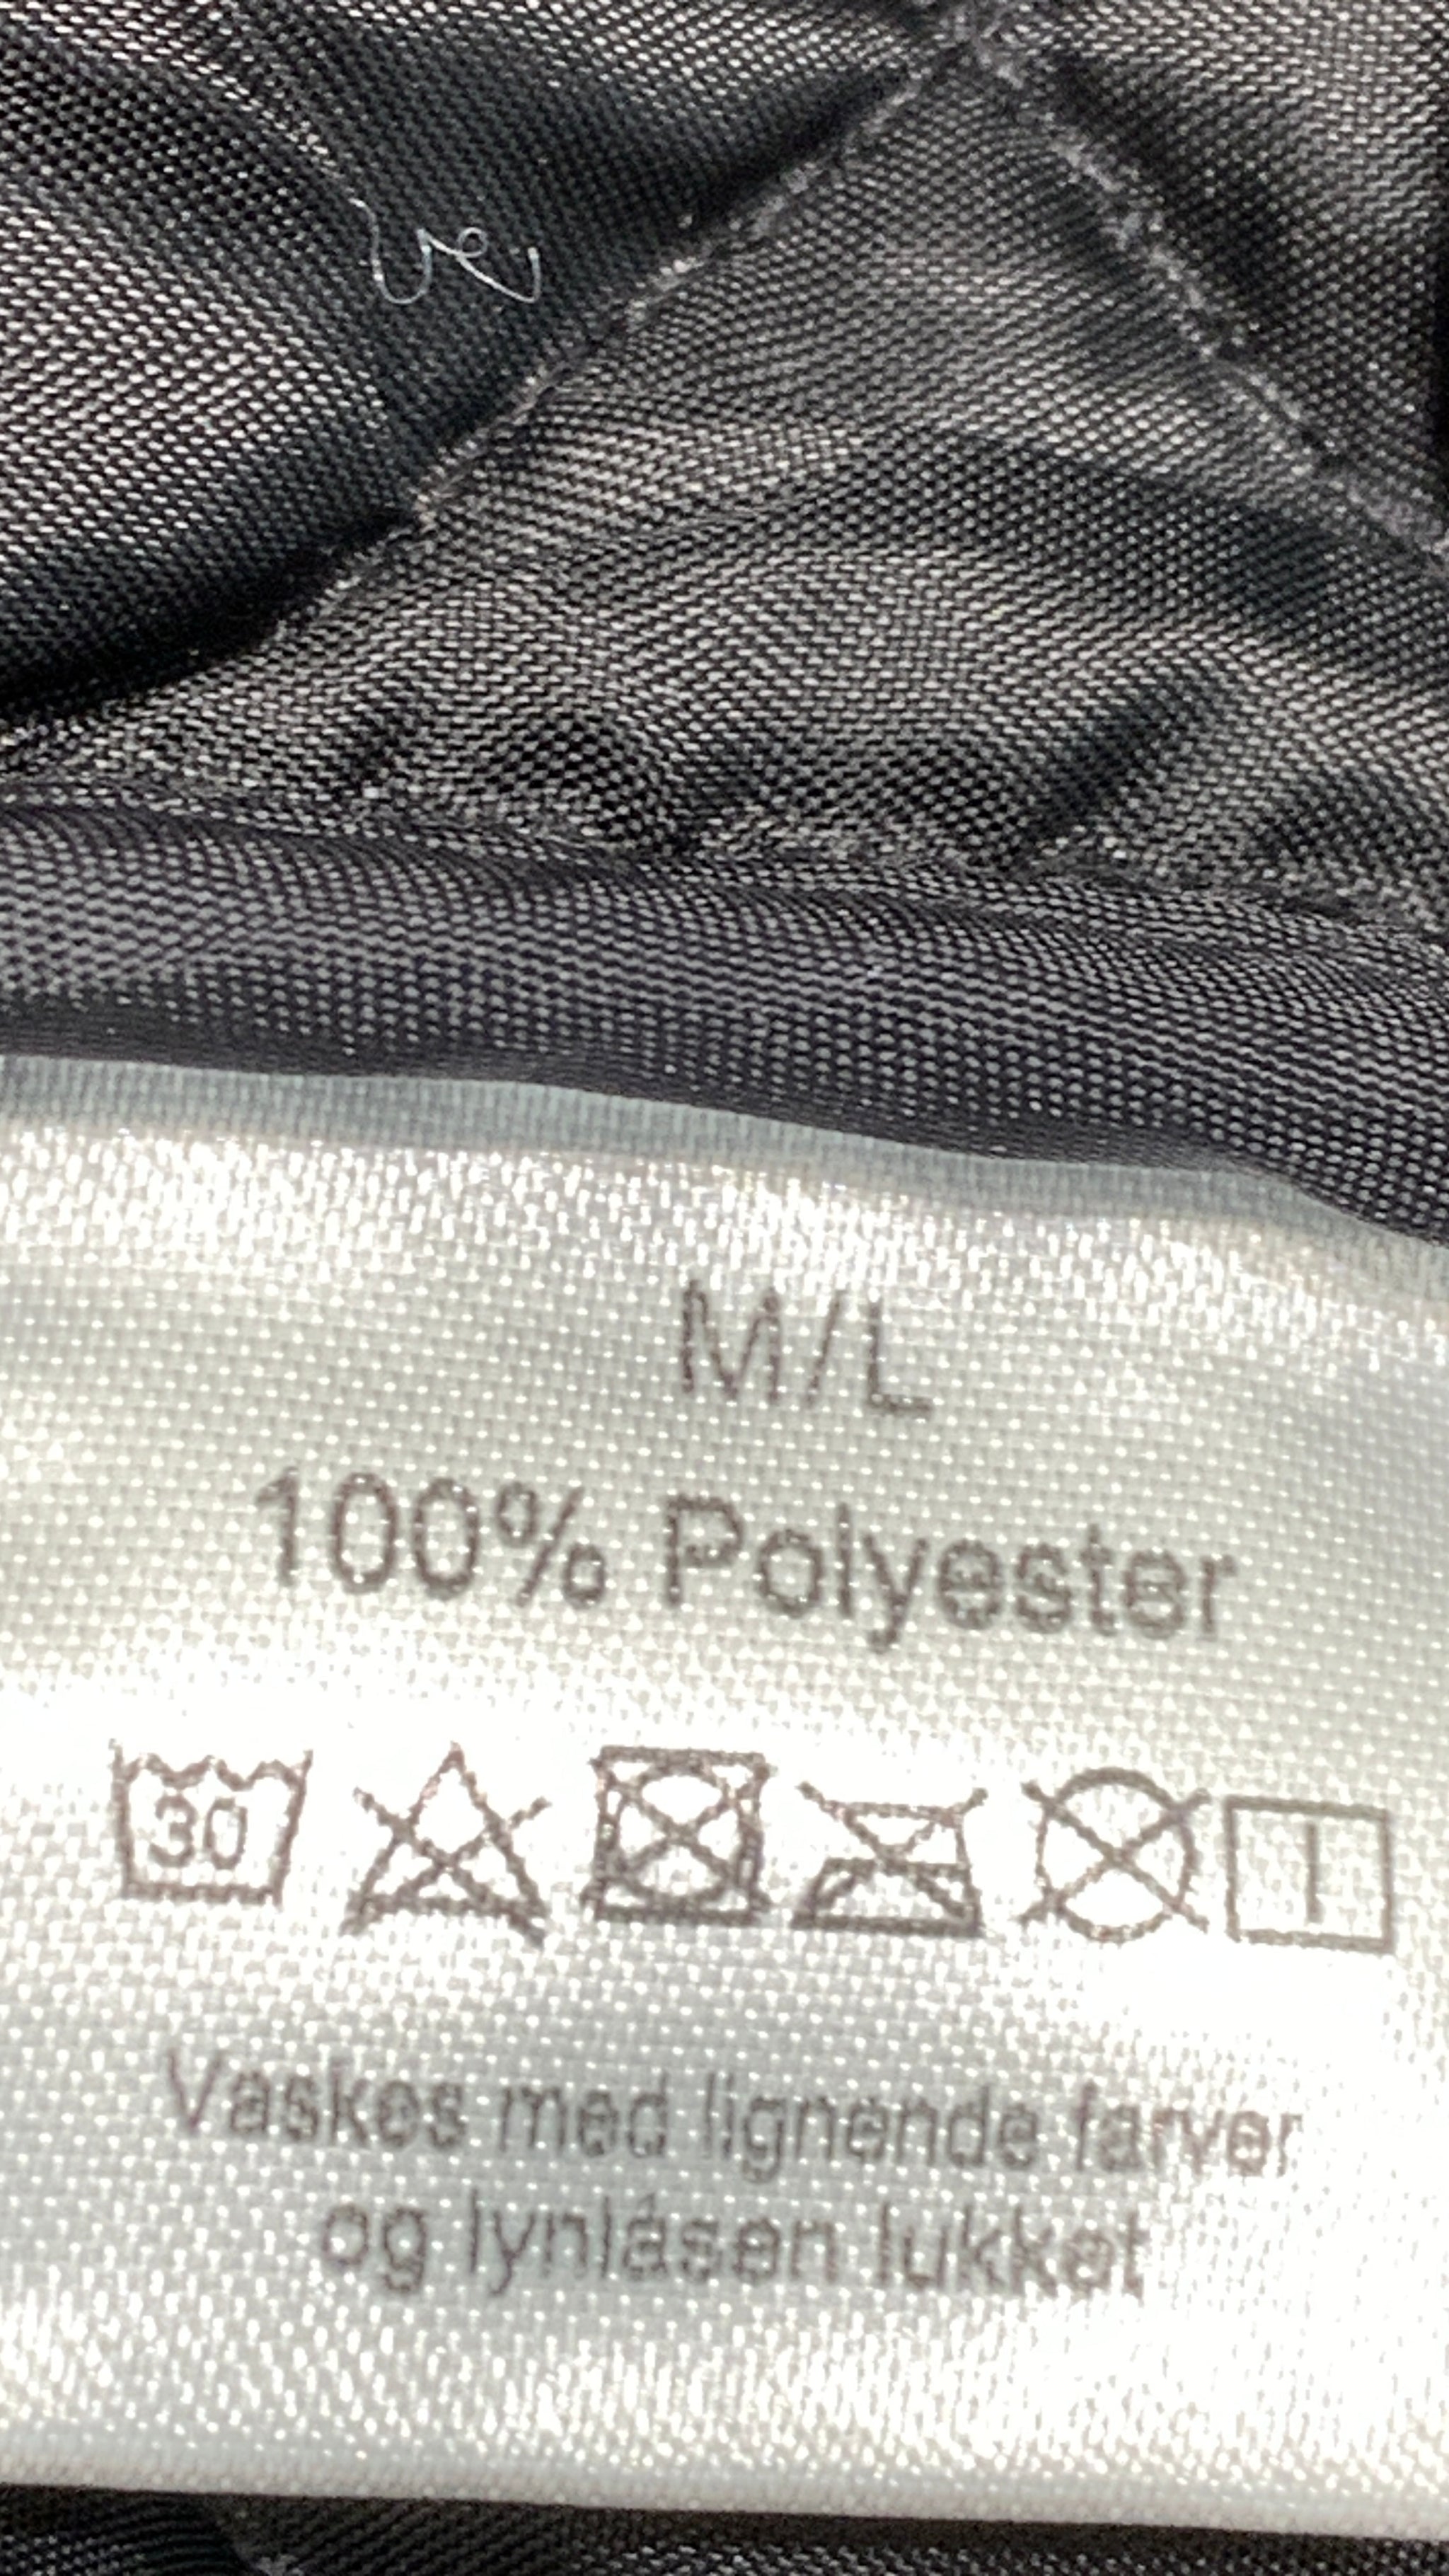 M/L
100% Polyester
30
Vaskes med lignende farver
og lynlåsen lukket